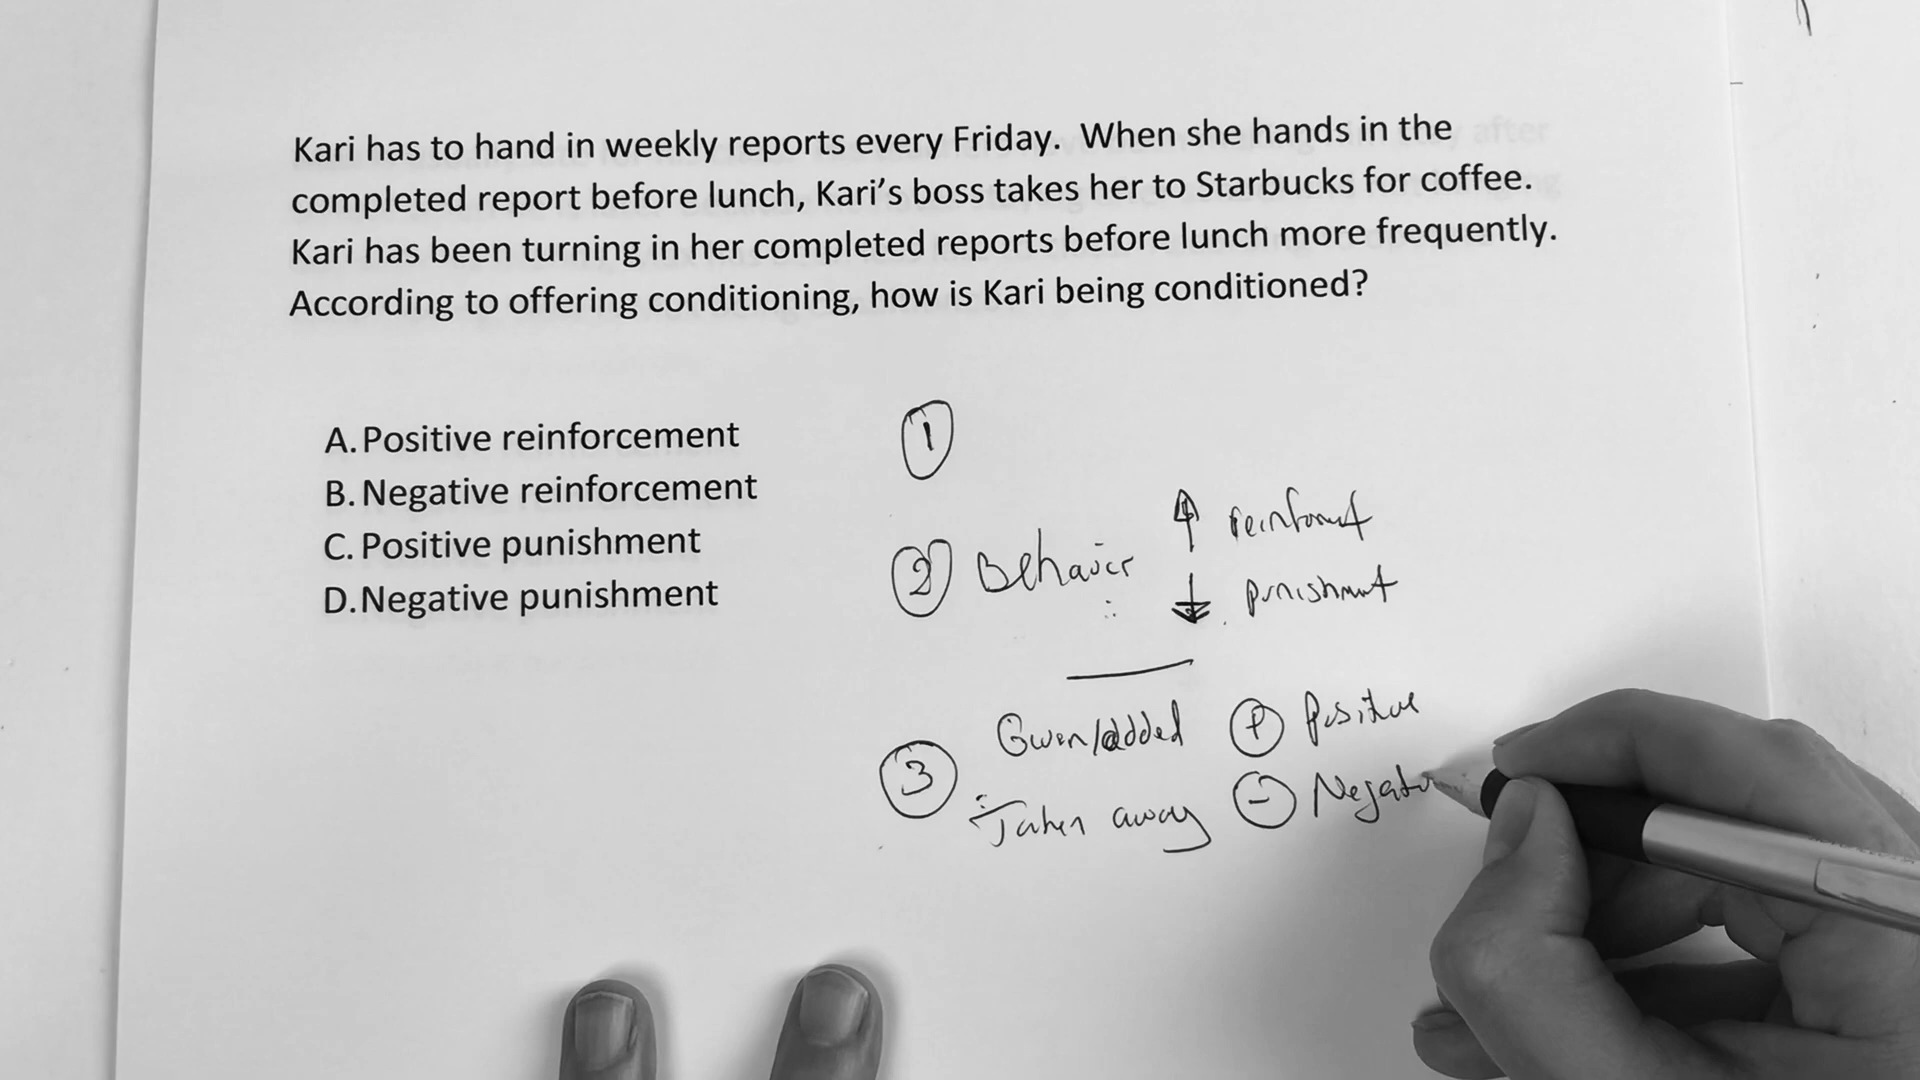 Kari has to hand in weekly reports every Friday. When she hands in the
completed report before lunch, Kari's boss takes her to Starbucks for coffee.
Kari has been turning in her completed reports before lunch more frequently.
According to offering conditioning, how is Kari being conditioned?
A. Positive reinforcement
B. Negative reinforcement
C. Positive punishment
D. Negative punishment
1
2 Behavior ↑ reinforcement
↓ punishment
3 Given/added + Positive
Taken away - Negativ